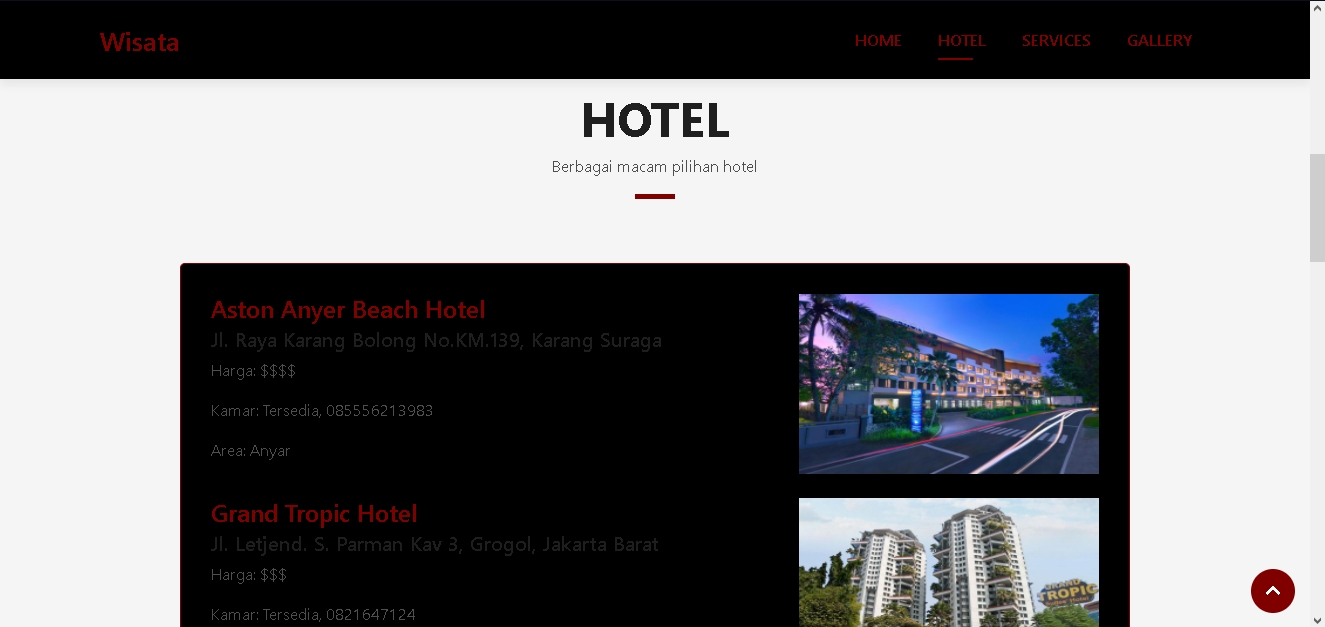 Wisata
HOME HOTEL SERVICES GALLERY
HOTEL
Berbagai macam pilihan hotel
Aston Anyer Beach Hotel
Jl. Raya Karang Bolong No.KM.139, Karang Suraga
Harga: $$$$
Kamar: Tersedia, 085556213983
Area: Anyar
Grand Tropic Hotel
Jl. Letjend. S. Parman Kav 3, Grogol, Jakarta Barat
Harga: $$$
Kamar: Tersedia, 0821647124
GRAND
TROPIC